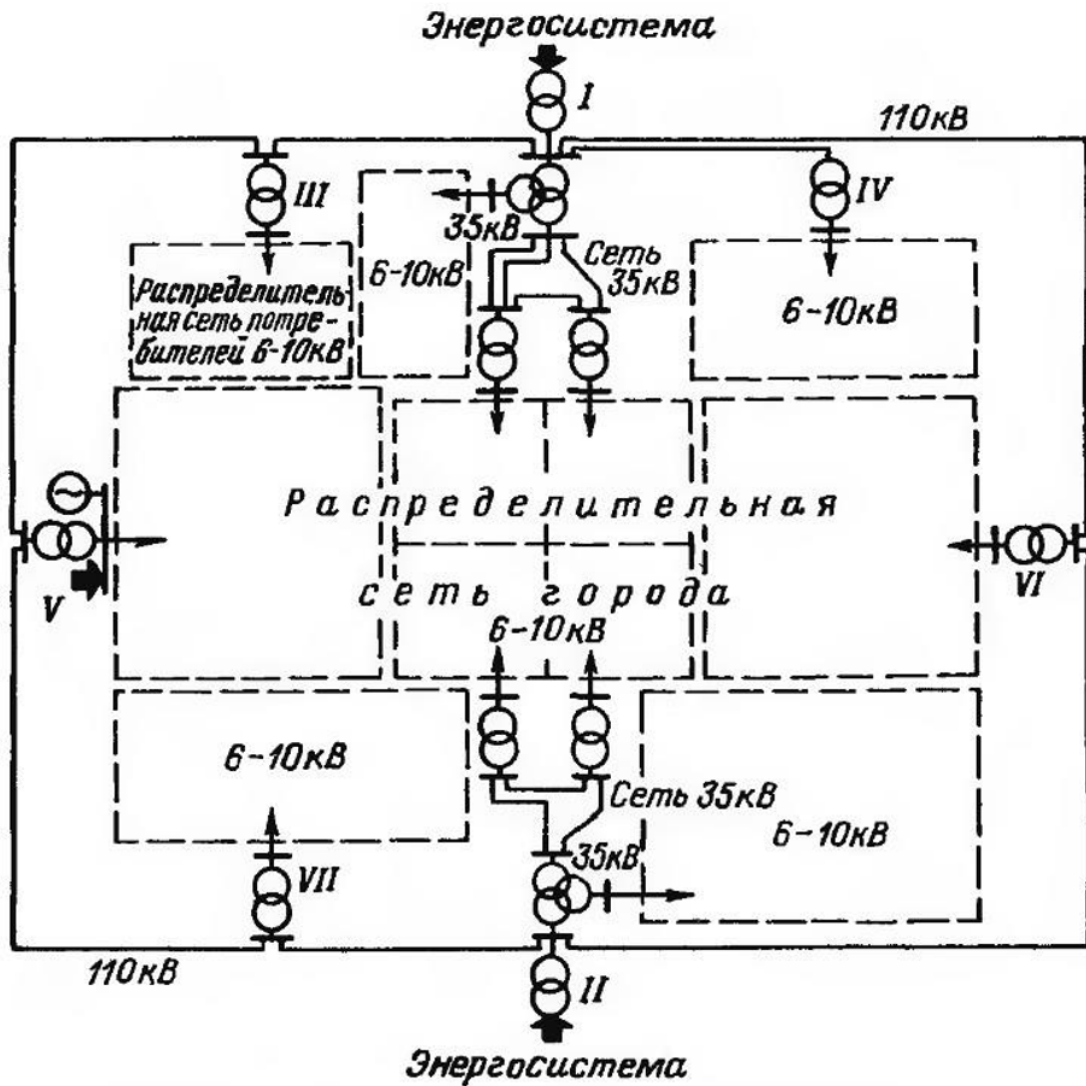 Энергосистема
I
110кВ
III
IV
35кВ
Сеть
35кВ
6-10кВ
6-10кВ
Распределитель-
ная сеть потре-
бителей 6-10кВ
Распределительная
V
VI
сеть города
6-10кВ
6-10кВ
Сеть 35кВ
6-10кВ
35кВ
VII
110кВ
II
Энергосистема